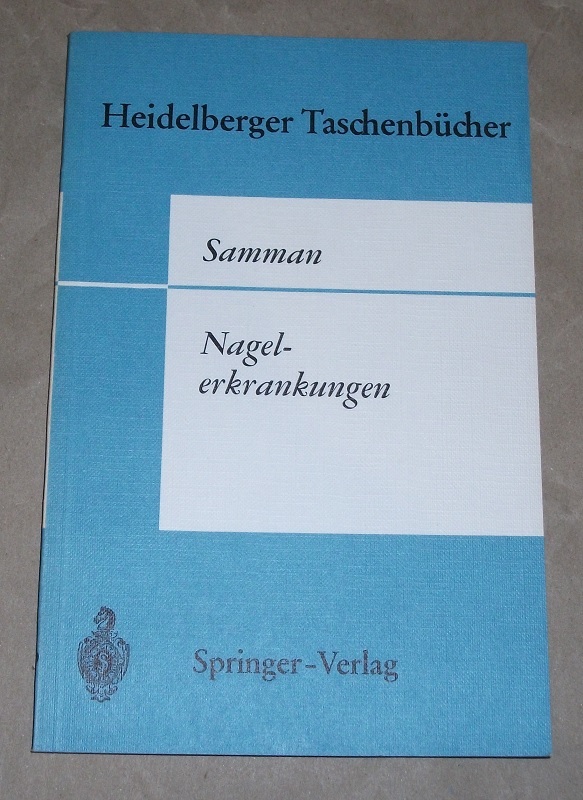 Heidelberger Taschenbücher
Samman
Nagel-
erkrankungen
Springer-Verlag